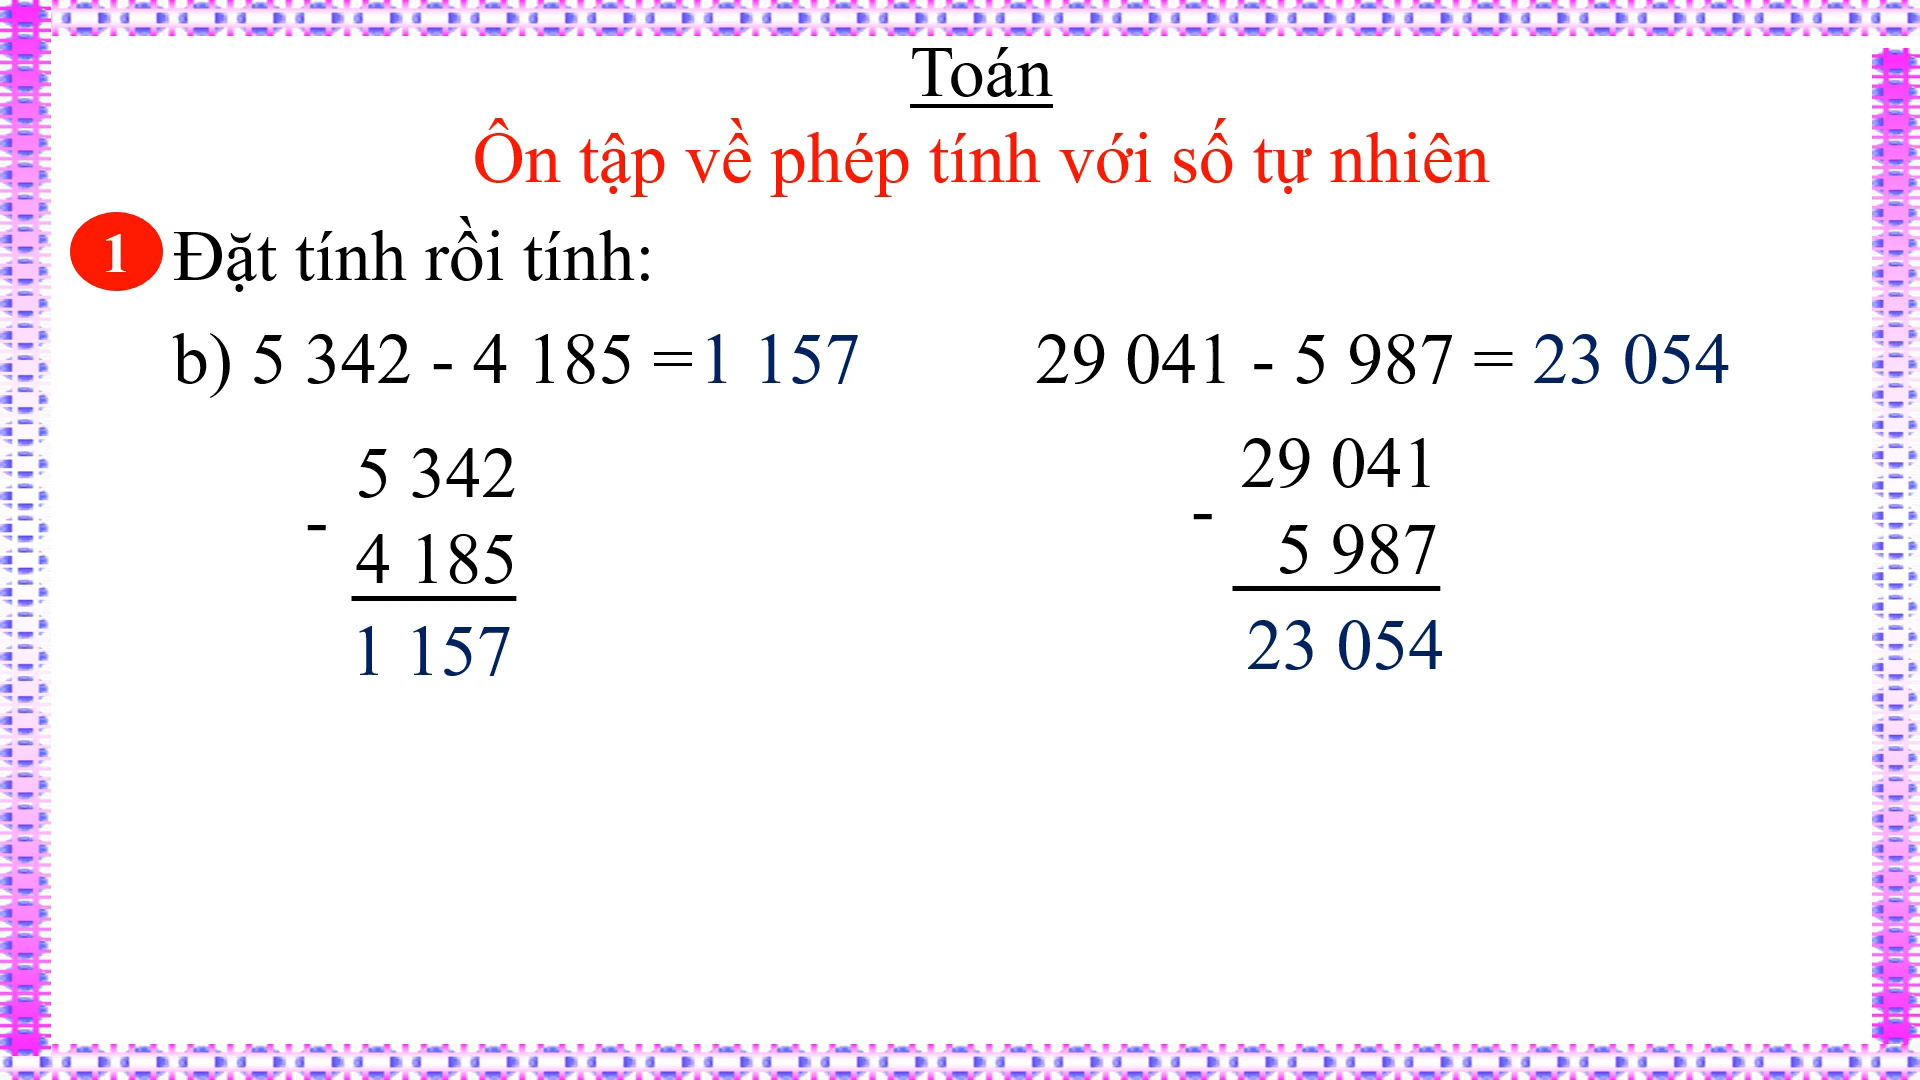 Toán
Ôn tập về phép tính với số tự nhiên
1 Đặt tính rồi tính:
b) 5 342 - 4 185 = 1 157
29 041 - 5 987 = 23 054
5 342
-
4 185
1 157
29 041
-
5 987
23 054